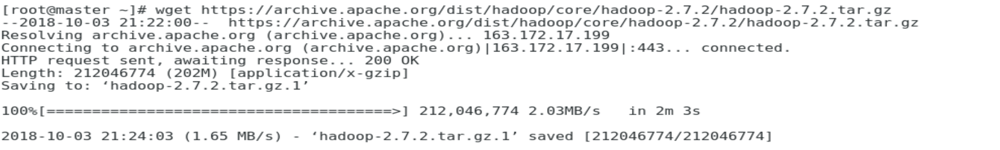 [root@master ~]# wget https://archive.apache.org/dist/hadoop/core/hadoop-2.7.2/hadoop-2.7.2.tar.gz
--2018-10-03 21:22:00--  https://archive.apache.org/dist/hadoop/core/hadoop-2.7.2/hadoop-2.7.2.tar.gz
Resolving archive.apache.org (archive.apache.org)... 163.172.17.199
Connecting to archive.apache.org (archive.apache.org)|163.172.17.199|:443... connected.
HTTP request sent, awaiting response... 200 OK
Length: 212046774 (202M) [application/x-gzip]
Saving to: ‘hadoop-2.7.2.tar.gz.1’
100%[======================================>] 212,046,774 2.03MB/s   in 2m 3s
2018-10-03 21:24:03 (1.65 MB/s) - ‘hadoop-2.7.2.tar.gz.1’ saved [212046774/212046774]